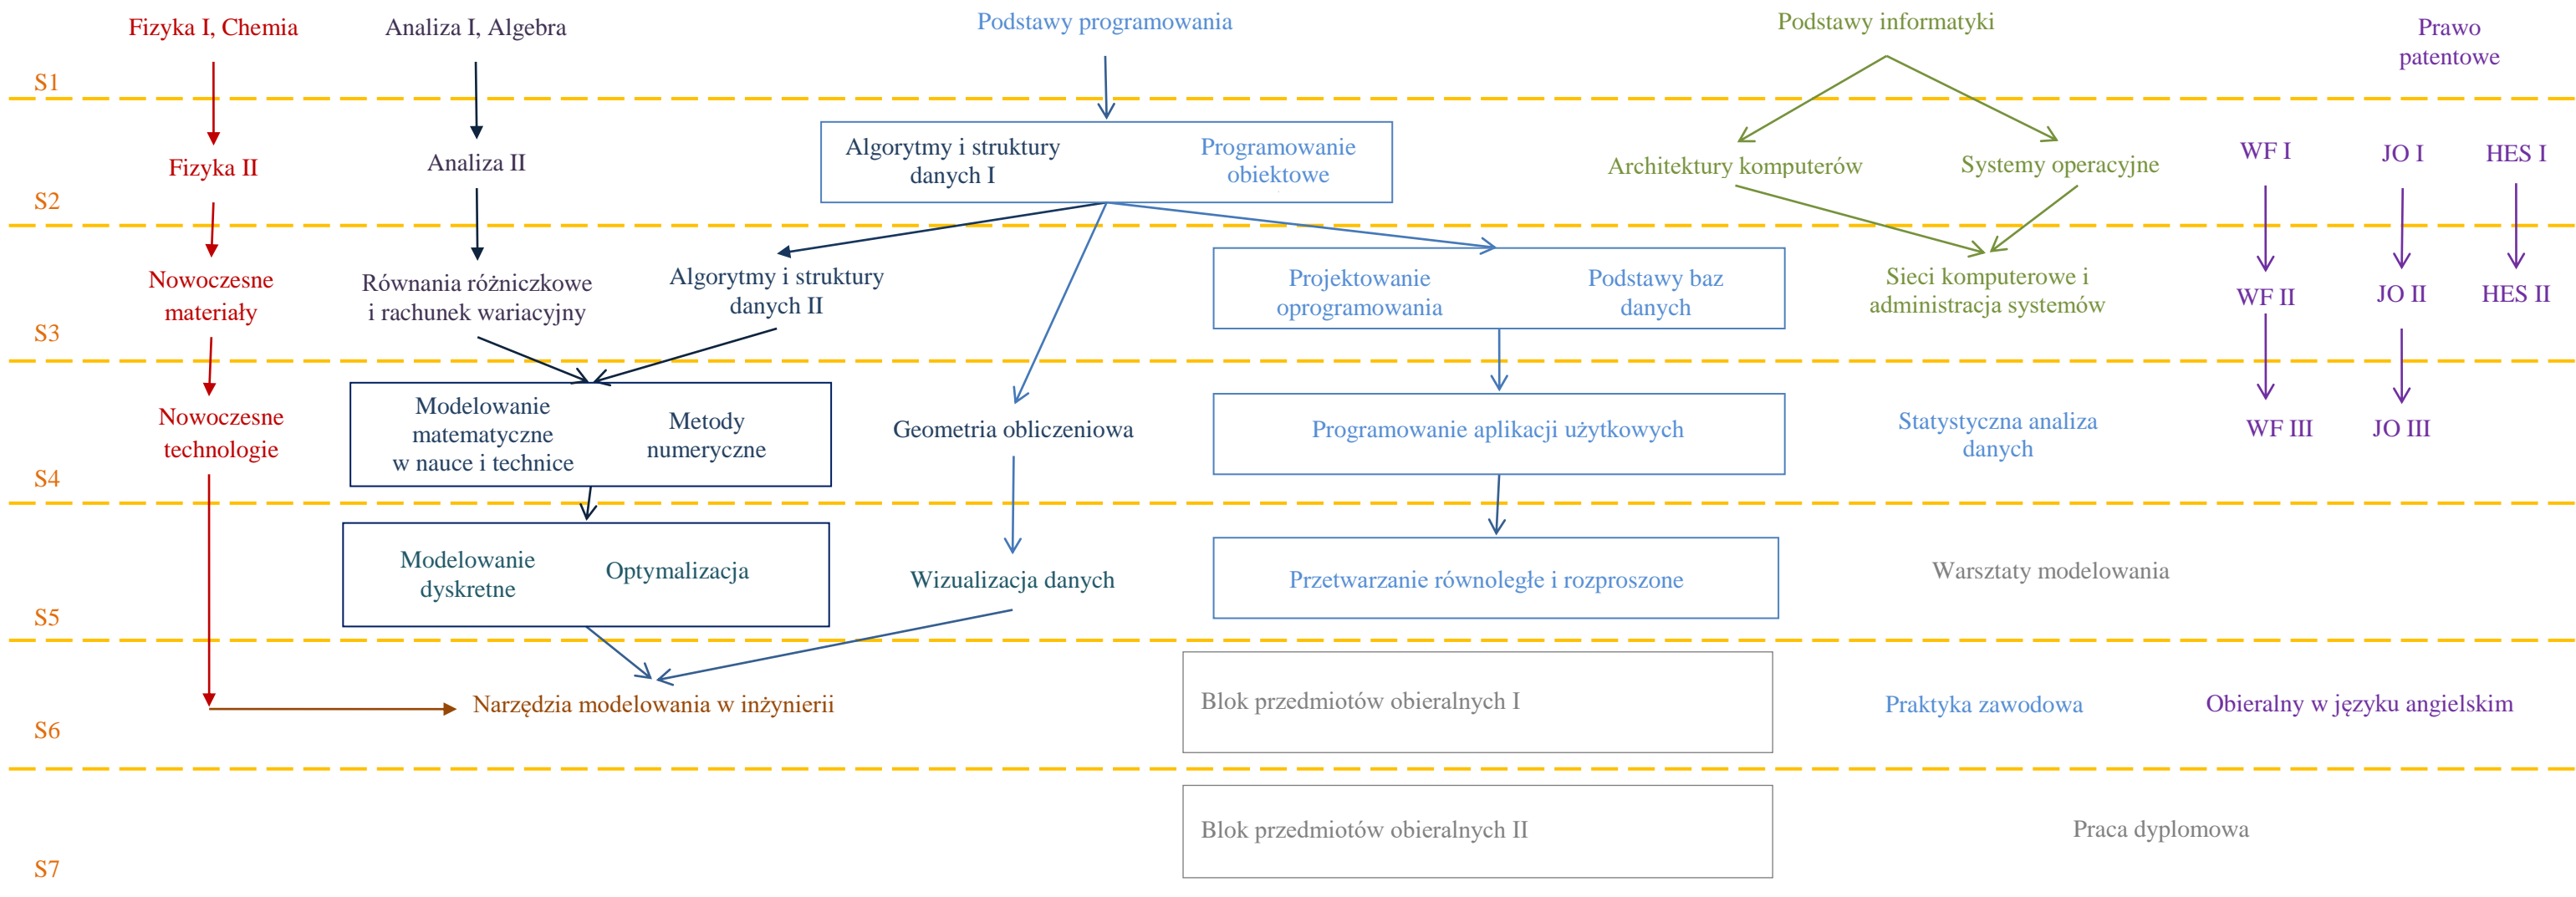 Fizyka I, Chemia
Analiza I, Algebra
Podstawy programowania
Podstawy informatyki
Prawo
patentowe
S1
Fizyka II
Analiza II
Algorytmy i struktury
danych I
Programowanie
obiektowe
Architektury komputerów
Systemy operacyjne
WF I
JO I
HES I
S2
Nowoczesne
materiały
Równania różniczkowe
i rachunek wariacyjny
Algorytmy i struktury
danych II
Projektowanie
oprogramowania
Podstawy baz
danych
Sieci komputerowe i
administracja systemów
WF II
JO II
HES II
S3
Nowoczesne
technologie
Modelowanie
matematyczne
w nauce i technice
Metody
numeryczne
Geometria obliczeniowa
Programowanie aplikacji użytkowych
Statystyczna analiza
danych
WF III
JO III
S4
Modelowanie
dyskretne
Optymalizacja
Wizualizacja danych
Przetwarzanie równoległe i rozproszone
Warsztaty modelowania
S5
Narzędzia modelowania w inżynierii
Blok przedmiotów obieralnych I
Praktyka zawodowa
Obieralny w języku angielskim
S6
Blok przedmiotów obieralnych II
Praca dyplomowa
S7